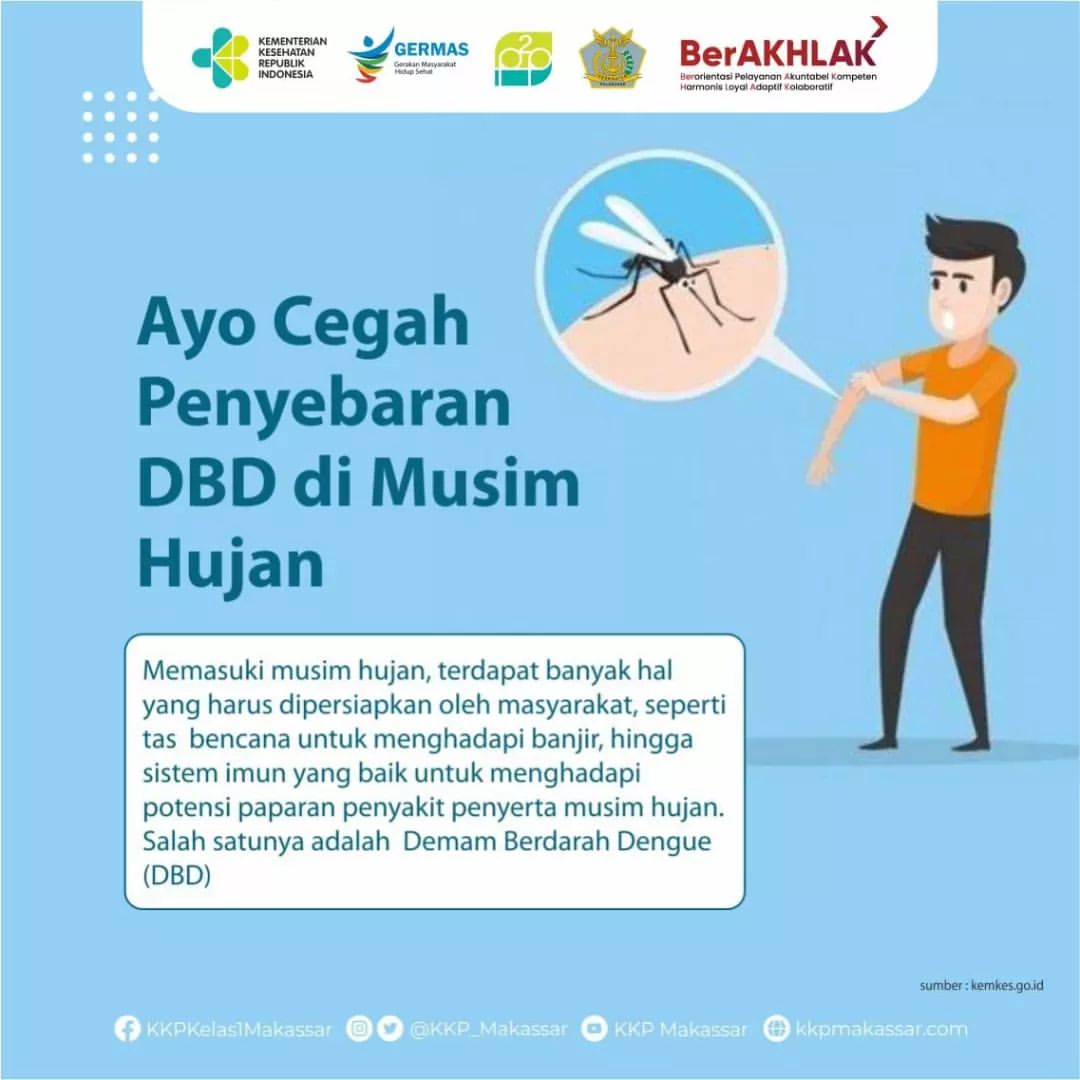 KEMENTERIAN
KESEHATAN
REPUBLIK
INDONESIA
GERMAS
Gerakan Masyarakat
Hidup Sehat
BerAKHLAK
Berorientasi Pelayanan Akuntabel Kompeten
Harmonis Loyal Adaptif Kolaboratif
Ayo Cegah
Penyebaran
DBD di Musim
Hujan
Memasuki musim hujan, terdapat banyak hal
yang harus dipersiapkan oleh masyarakat, seperti
tas bencana untuk menghadapi banjir, hingga
sistem imun yang baik untuk menghadapi
potensi paparan penyakit penyerta musim hujan.
Salah satunya adalah Demam Berdarah Dengue
(DBD)
sumber : kemkes.go.id
KKPKelas1Makassar @KKP_Makassar KKP Makassar kkpmakassar.com